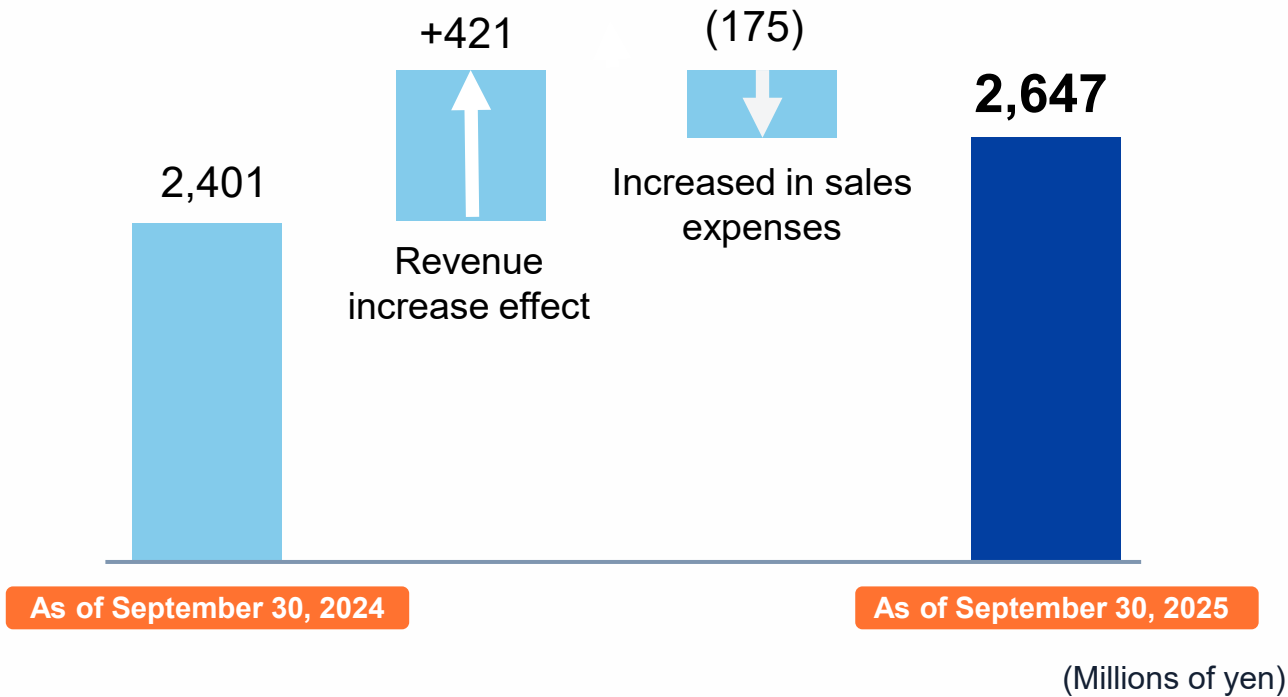 +421
(175)
2,647
2,401
Increased in sales
expenses
Revenue
increase effect
As of September 30, 2024
As of September 30, 2025
(Millions of yen)